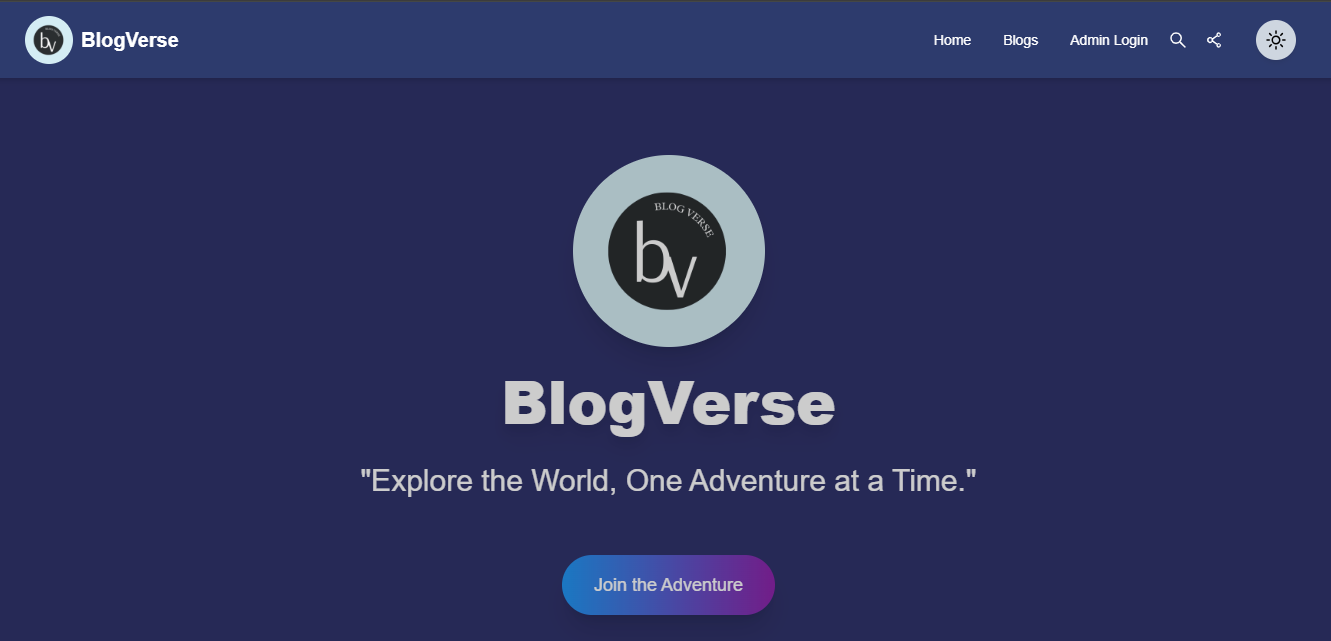 BlogVerse
Home
Blogs
Admin Login
BLOG VERSE
bv
BlogVerse
"Explore the World, One Adventure at a Time."
Join the Adventure